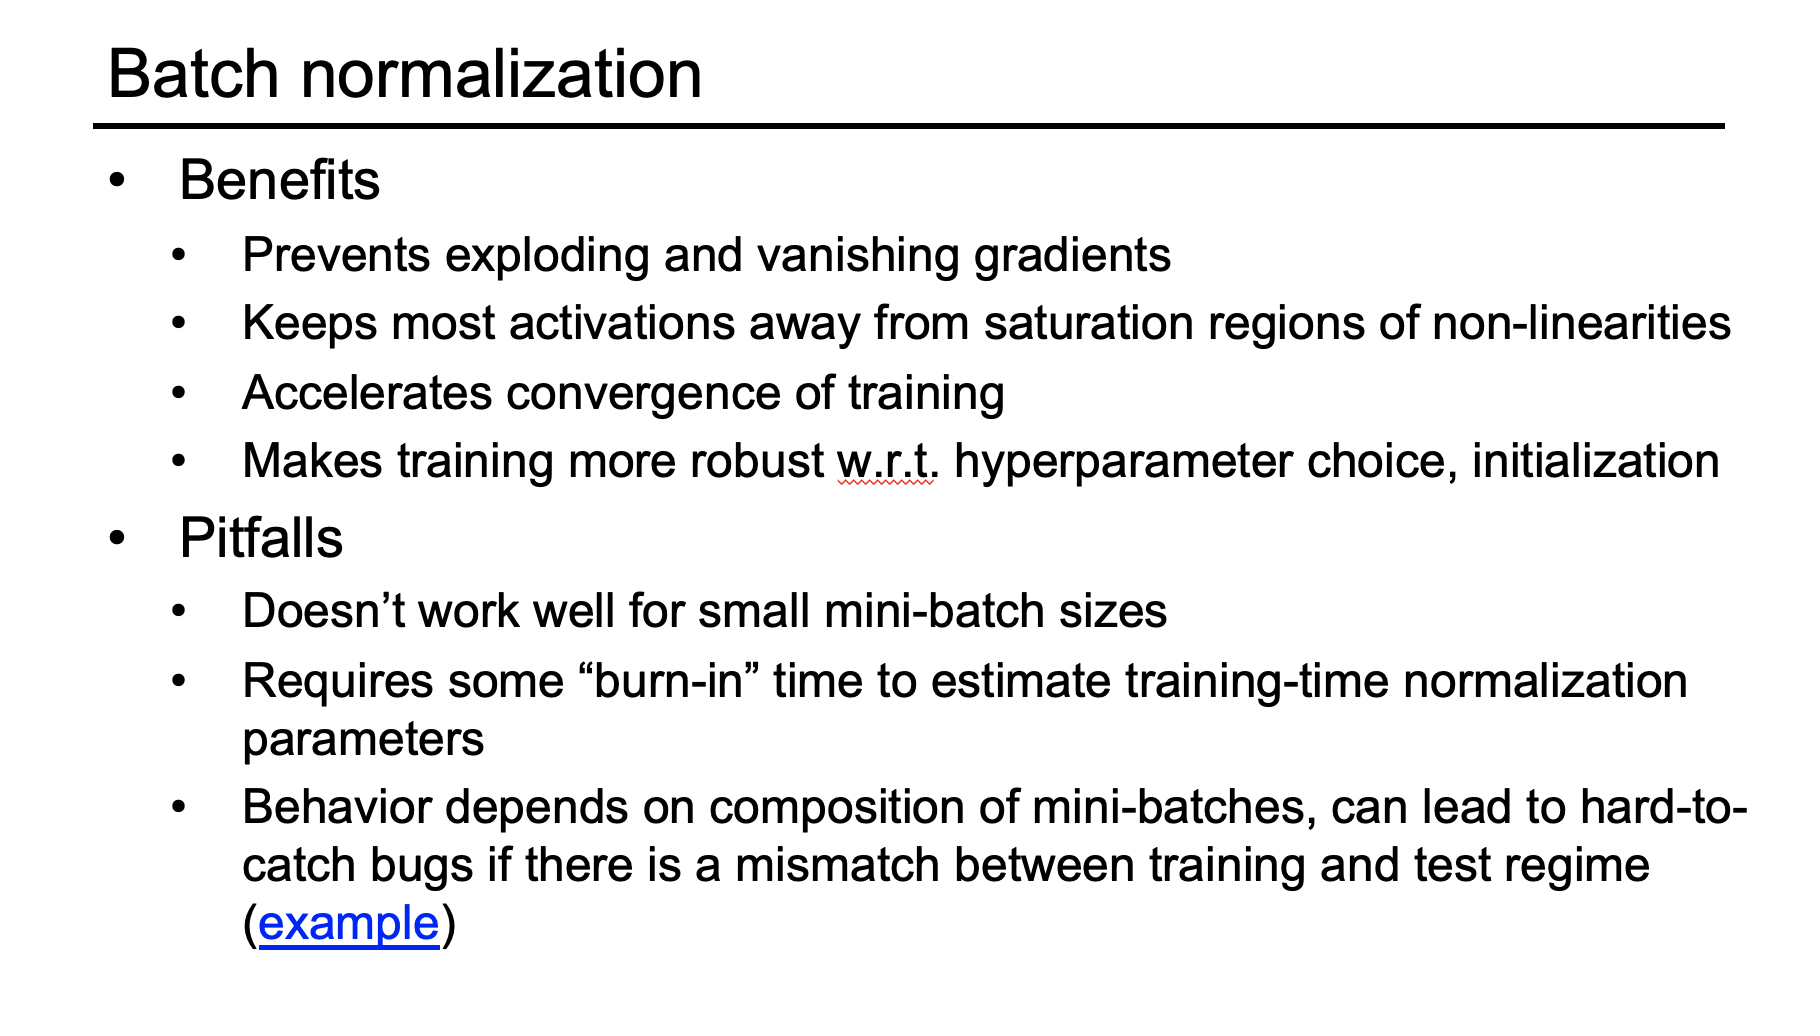 Batch normalization
• Benefits
• Prevents exploding and vanishing gradients
• Keeps most activations away from saturation regions of non-linearities
• Accelerates convergence of training
• Makes training more robust w.r.t. hyperparameter choice, initialization
• Pitfalls
• Doesn’t work well for small mini-batch sizes
• Requires some “burn-in” time to estimate training-time normalization
parameters
• Behavior depends on composition of mini-batches, can lead to hard-to-
catch bugs if there is a mismatch between training and test regime
(example)